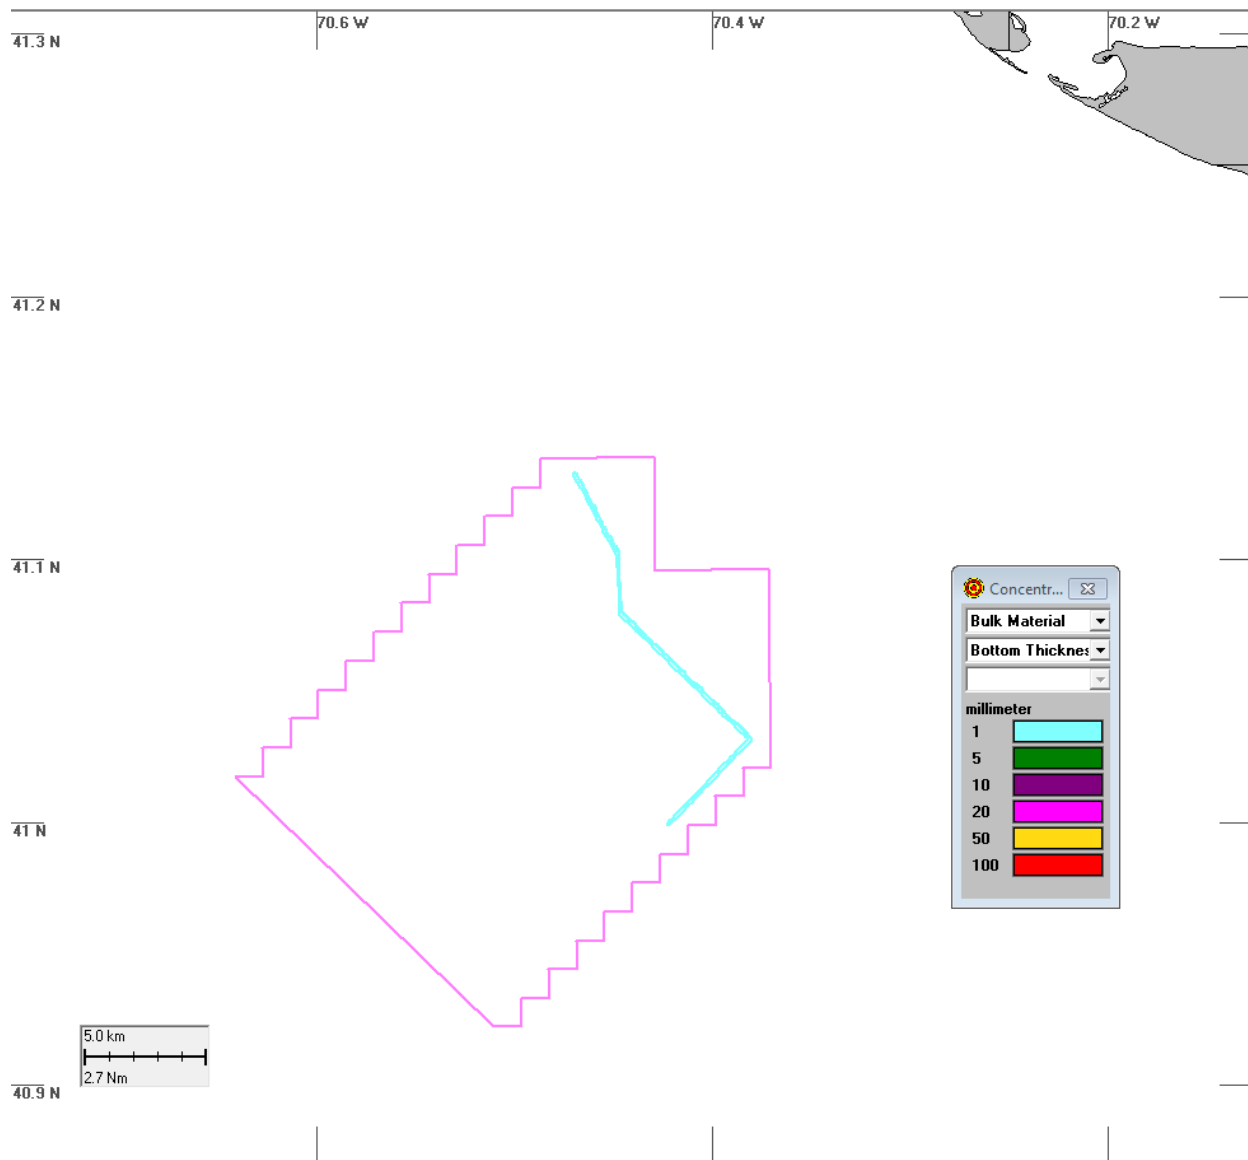 70.6 W
70.4 W
70.2 W
41.3 N
41.2 N
41.1 N
41 N
40.9 N
Concentr...
Bulk Material
Bottom Thicknes
millimeter
1
5
10
20
50
100
5.0 km
2.7 Nm